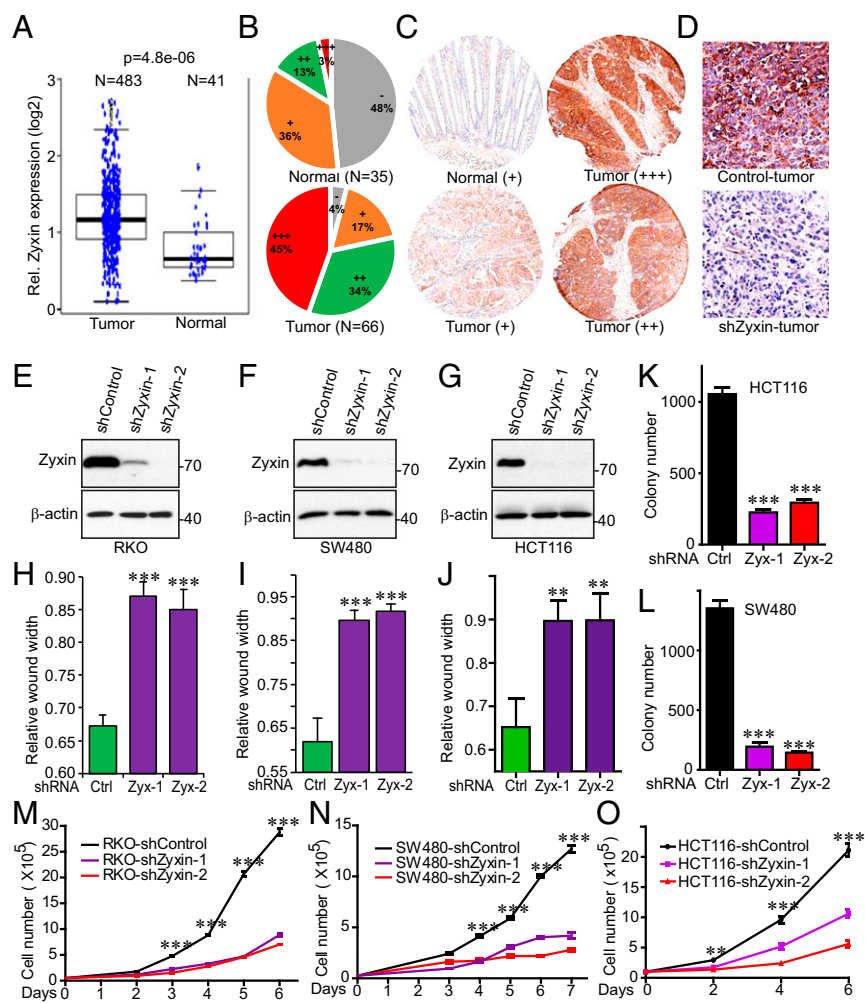 A
p=4.8e-06
N=483
N=41
Rel. Zyxin expression (log2)
3
2
1
0
Tumor
Normal
B
+++
3%
++
13%
-
48%
+
36%
Normal (N=35)
-
4%
+
17%
+++
45%
++
34%
Tumor (N=66)
C
Normal (+)
Tumor (+++)
Tumor (+)
Tumor (++)
D
Control-tumor
shZyxin-tumor
E
shControl
shZyxin-1
shZyxin-2
Zyxin
-70
β-actin
-40
RKO
F
shControl
shZyxin-1
shZyxin-2
Zyxin
-70
β-actin
-40
SW480
G
shControl
shZyxin-1
shZyxin-2
Zyxin
-70
β-actin
-40
HCT116
K
HCT116
Colony number
1000
500
0
***
***
shRNA Ctrl Zyx-1 Zyx-2
H
Relative wound width
0.90
0.85
0.80
0.75
0.70
0.65
0.60
***
***
shRNA Ctrl Zyx-1 Zyx-2
I
Relative wound width
0.95
0.85
0.75
0.65
0.55
***
***
shRNA Ctrl Zyx-1 Zyx-2
J
Relative wound width
0.9
0.8
0.7
0.6
**
**
shRNA Ctrl Zyx-1 Zyx-2
L
SW480
Colony number
1000
500
0
***
***
shRNA Ctrl Zyx-1 Zyx-2
M
Cell number ( X10⁵)
30
25
20
15
10
5
0
RKO-shControl
RKO-shZyxin-1
RKO-shZyxin-2
***
***
***
***
Days 0 1 2 3 4 5 6
N
Cell number ( X10⁵)
15
10
5
0
SW480-shControl
SW480-shZyxin-1
SW480-shZyxin-2
***
***
***
***
Days 0 1 2 3 4 5 6 7
O
Cell number ( X10⁵)
20
15
10
5
0
HCT116-shControl
HCT116-shZyxin-1
HCT116-shZyxin-2
**
***
***
Days 0 2 4 6